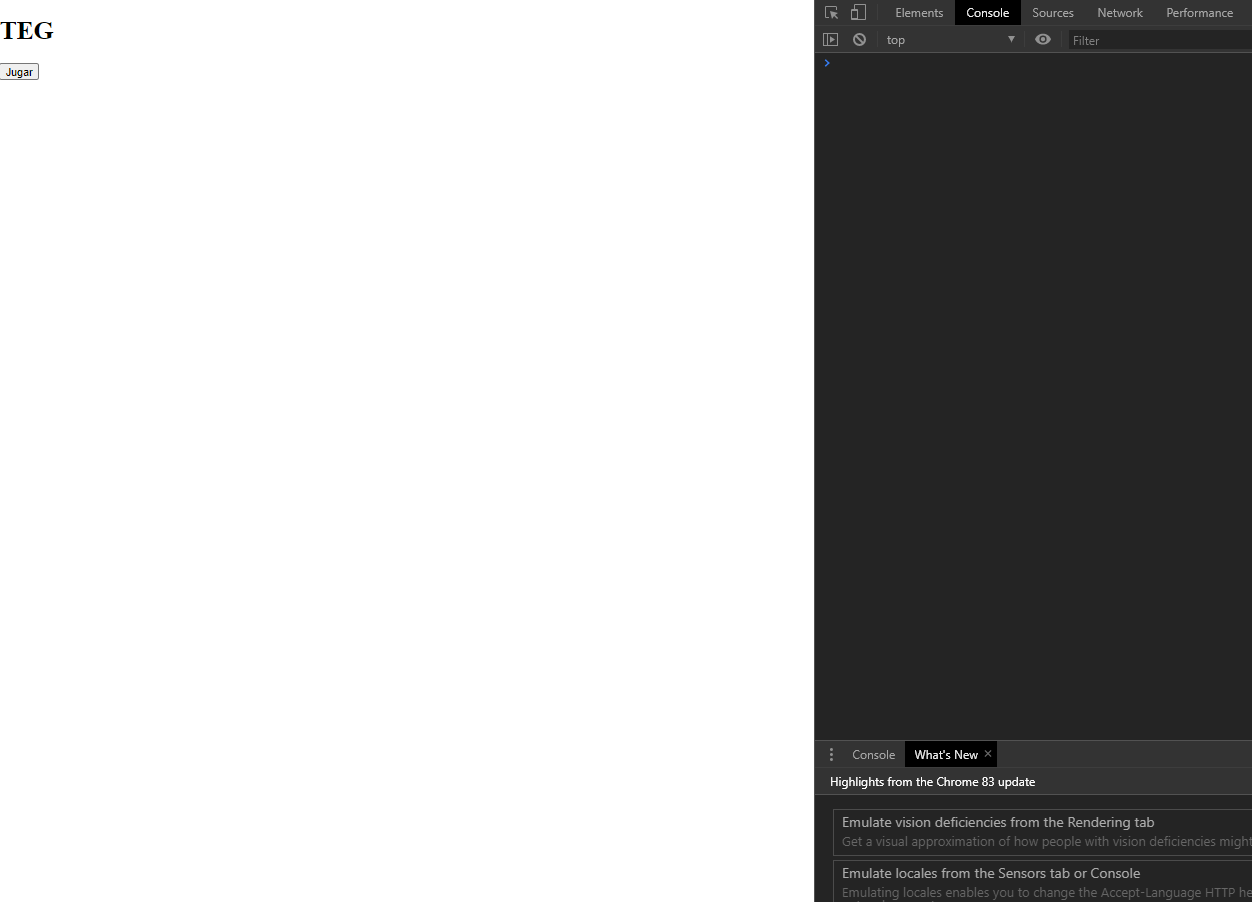 TEG
Jugar
Elements Console Sources Network Performance
top Filter
Console What's New
Highlights from the Chrome 83 update
Emulate vision deficiencies from the Rendering tab
Get a visual approximation of how people with vision deficiencies might
Emulate locales from the Sensors tab or Console
Emulating locales enables you to change the Accept-Language HTTP he